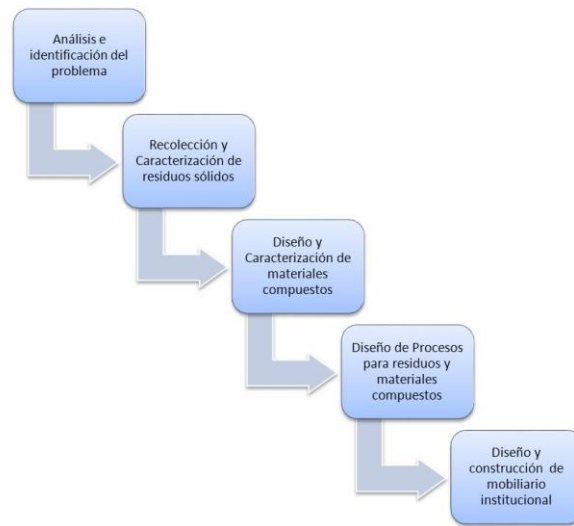 Análisis e
identificación del
problema
Recolección y
Caracterización de
residuos sólidos
Diseño y
Caracterización de
materiales
compuestos
Diseño de Procesos
para residuos y
materiales
compuestos
Diseño y
construcción de
mobiliario
institucional